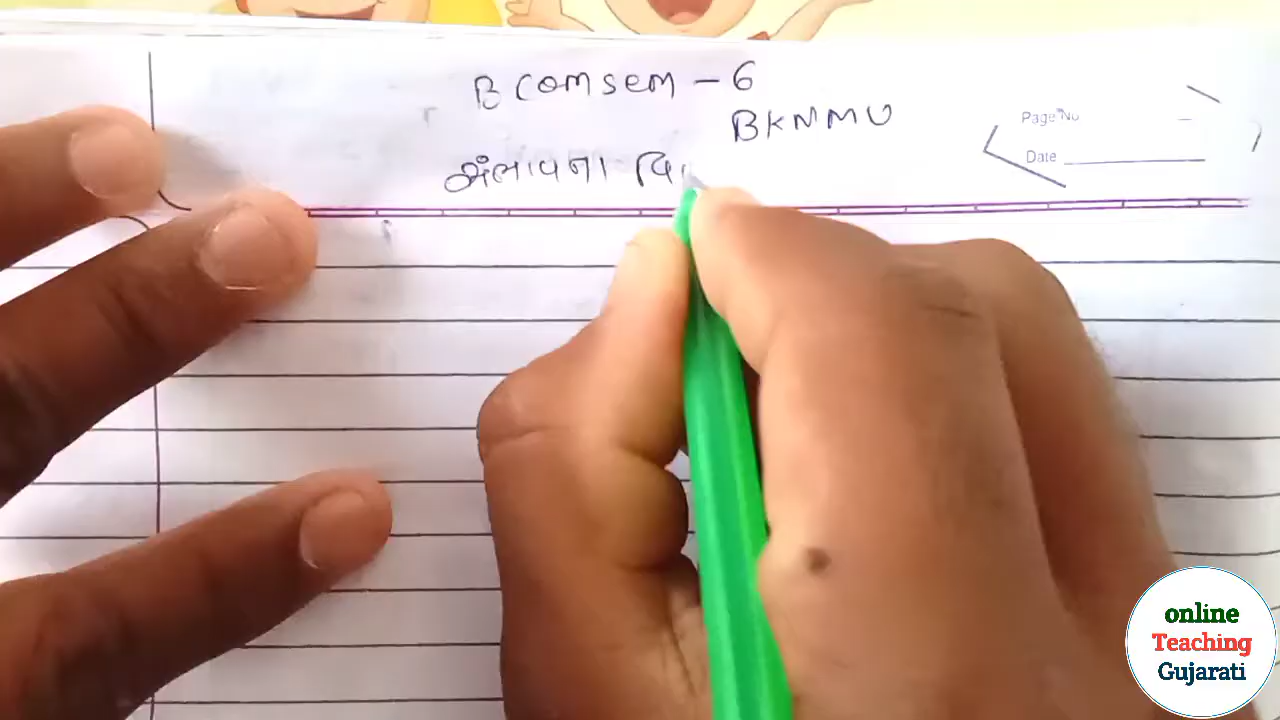 B COM SEM - 6
BKNMU
સંભાવના વિ
Page No
Date
online
Teaching
Gujarati